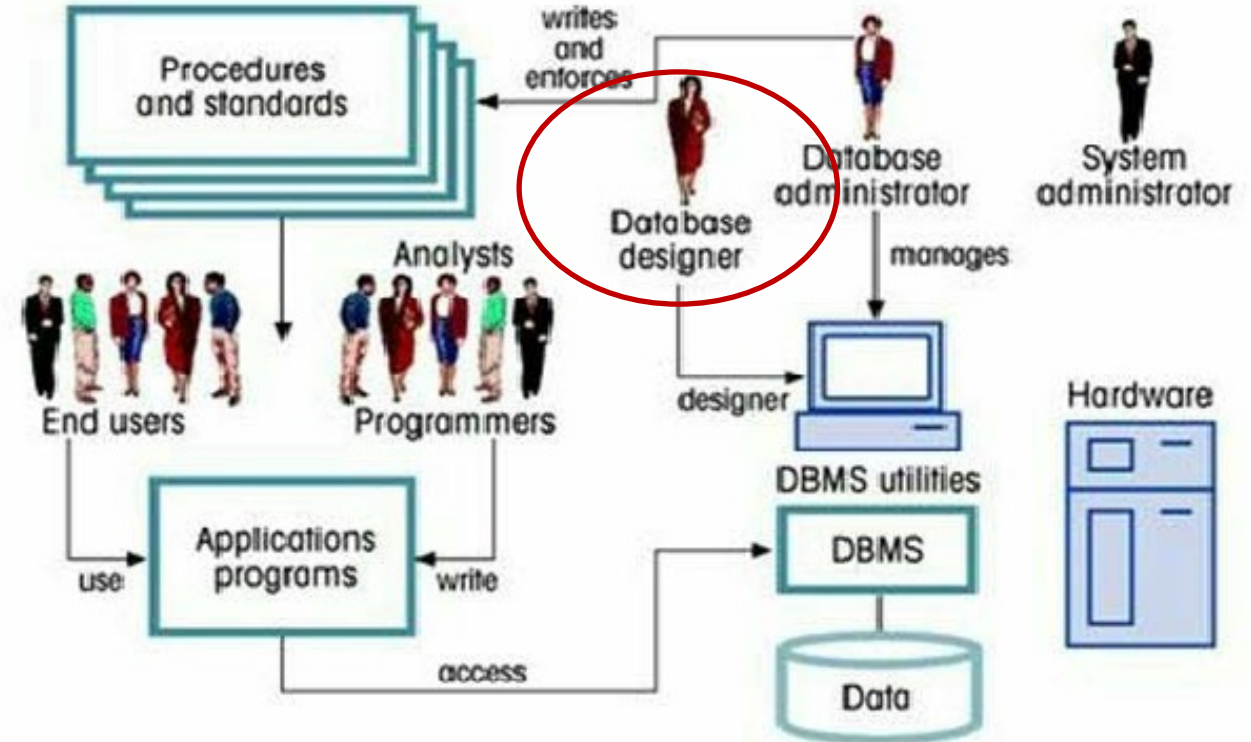 writes
and
enforces
Procedures
and standards
Database
administrator
System
administrator
Database
designer
manages
Analysts
End users
Programmers
designer
Hardware
DBMS utilities
Applications
programs
use
write
DBMS
access
Data